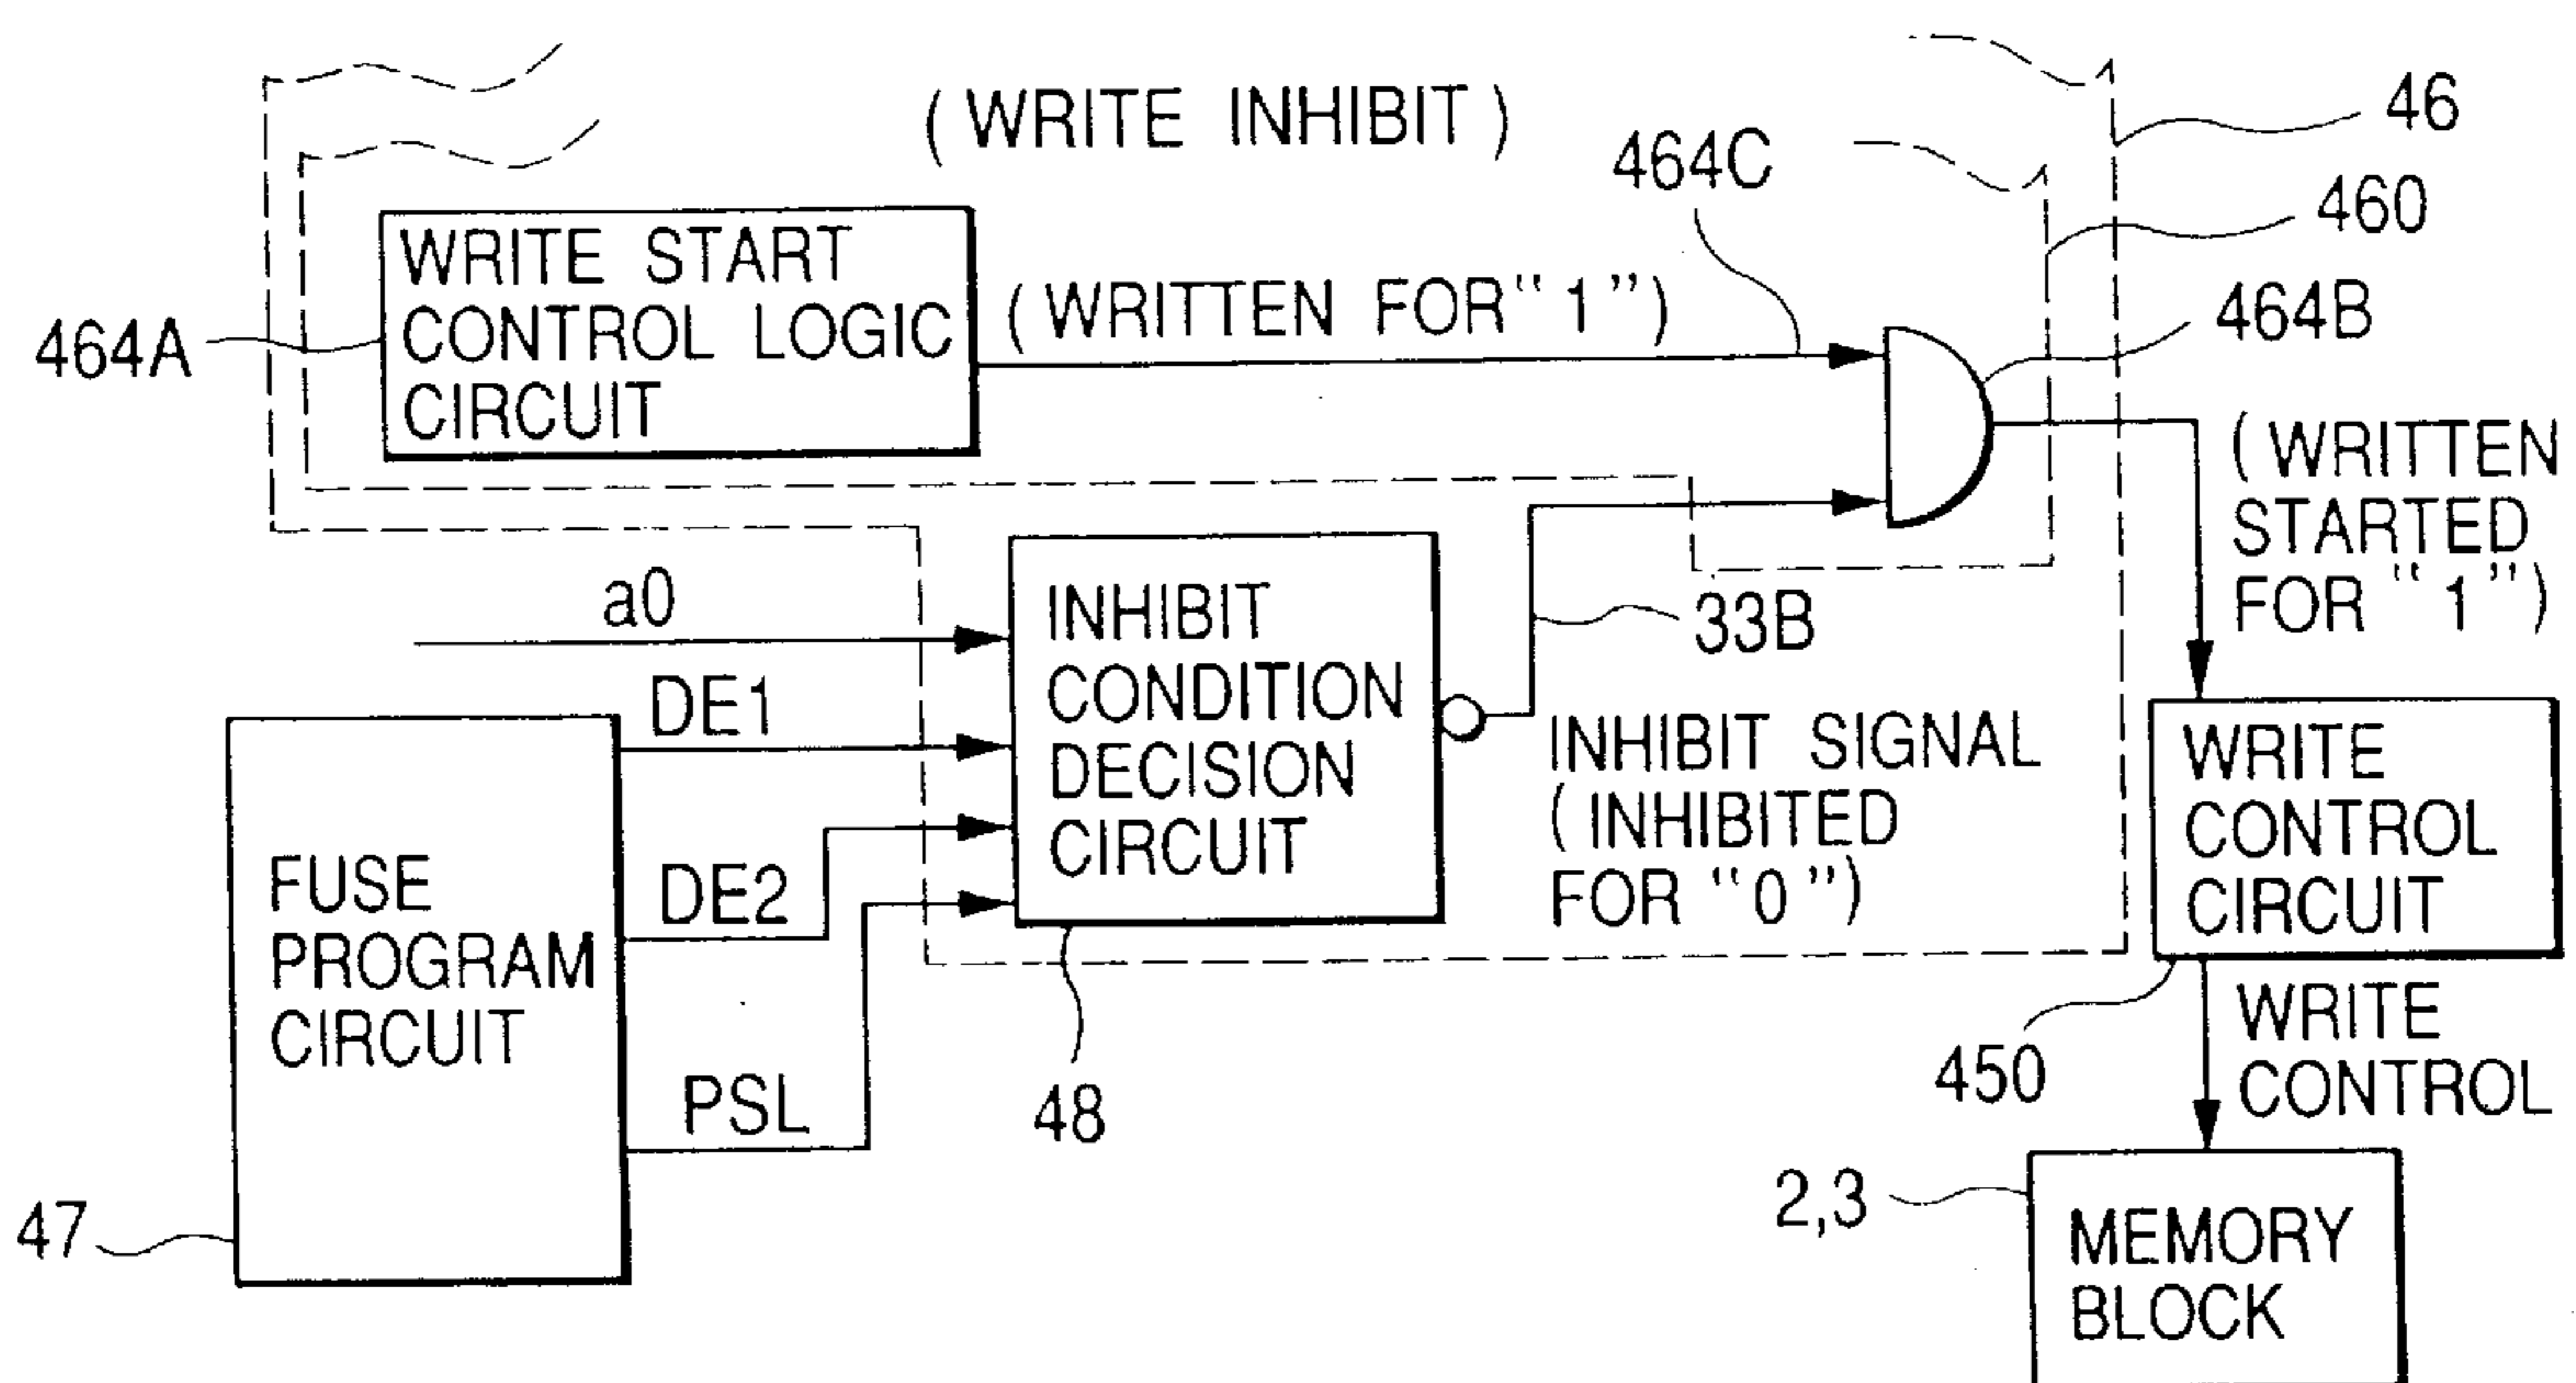 ( WRITE INHIBIT )
46
464C
460
WRITE START
CONTROL LOGIC
CIRCUIT
( WRITTEN FOR " 1 " )
464B
464A
( WRITTEN
STARTED
FOR " 1 " )
a0
33B
INHIBIT
CONDITION
DECISION
CIRCUIT
DE1
INHIBIT SIGNAL
( INHIBITED
FOR " 0 " )
WRITE
CONTROL
CIRCUIT
FUSE
PROGRAM
CIRCUIT
DE2
PSL
48
450
WRITE
CONTROL
47
2,3
MEMORY
BLOCK